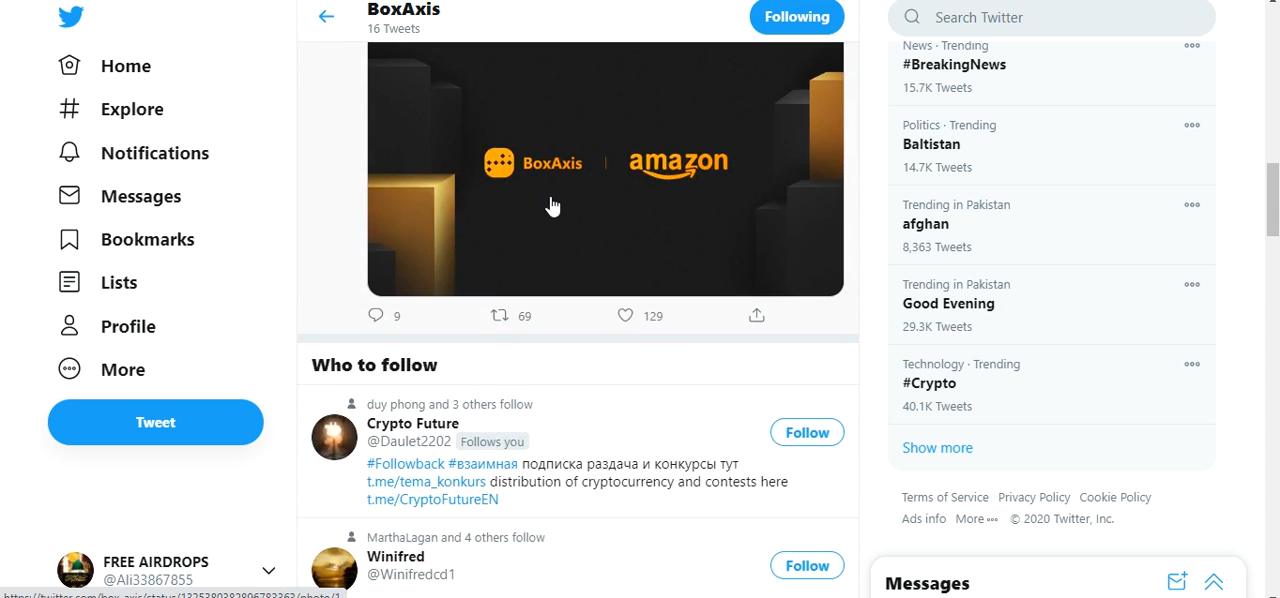 Home
Explore
Notifications
Messages
Bookmarks
Lists
Profile
More
Tweet
FREE AIRDROPS
@Ali33867855
BoxAxis
16 Tweets
Following
BoxAxis | amazon
9 69 129
Who to follow
duy phong and 3 others follow
Crypto Future
@Daulet2202 Follows you
Follow
#Followback #взаимная подписка раздача и конкурсы тут
t.me/tema_konkurs distribution of cryptocurrency and contests here
t.me/CryptoFutureEN
MarthaLagan and 4 others follow
Winifred
@Winifredcd1
Follow
Search Twitter
News · Trending
#BreakingNews
15.7K Tweets
Politics · Trending
Baltistan
14.7K Tweets
Trending in Pakistan
afghan
8,363 Tweets
Trending in Pakistan
Good Evening
29.3K Tweets
Technology · Trending
#Crypto
40.1K Tweets
Show more
Terms of Service Privacy Policy Cookie Policy
Ads info More © 2020 Twitter, Inc.
Messages